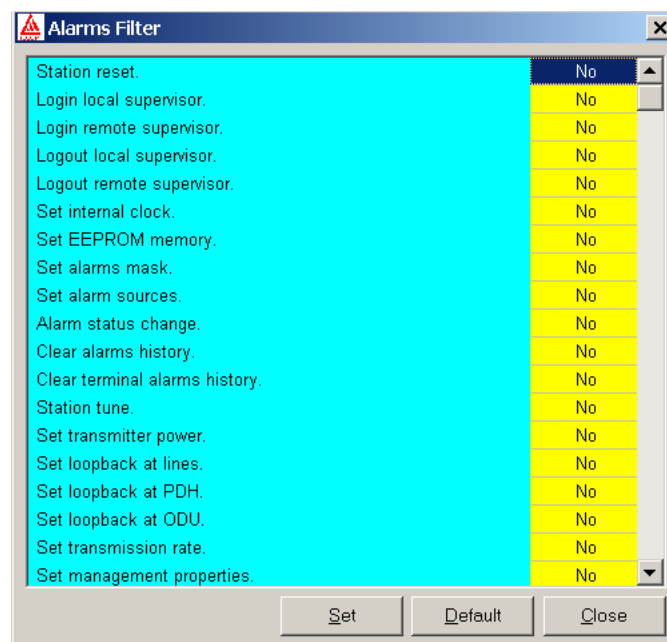 Alarms Filter
Station reset. No
Login local supervisor. No
Login remote supervisor. No
Logout local supervisor. No
Logout remote supervisor. No
Set internal clock. No
Set EEPROM memory. No
Set alarms mask. No
Set alarm sources. No
Alarm status change. No
Clear alarms history. No
Clear terminal alarms history. No
Station tune. No
Set transmitter power. No
Set loopback at lines. No
Set loopback at PDH. No
Set loopback at ODU. No
Set transmission rate. No
Set management properties. No
Set Default Close